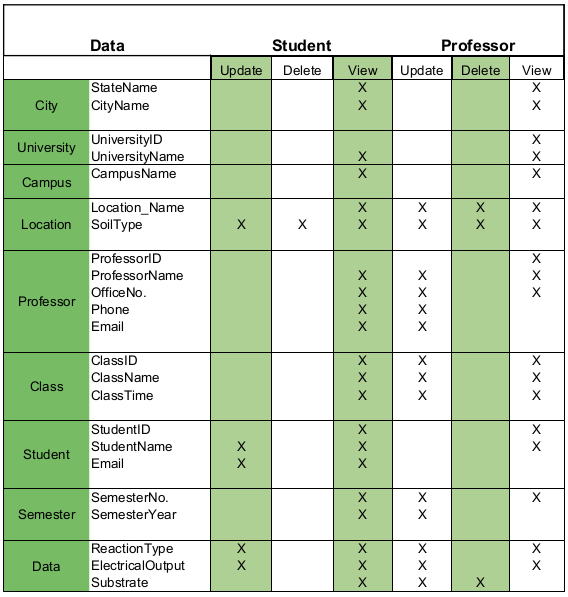 Data Student Professor
Update Delete View Update Delete View
StateName X X
City CityName X X
UniversityID X
University UniversityName X X
Campus CampusName X X
Location_Name X X X X
Location SoilType X X X X X X
ProfessorID X
ProfessorName X X X
Professor OfficeNo. X X X
Phone X X
Email X X
ClassID X X X
Class ClassName X X X
ClassTime X X X
StudentID X X
Student StudentName X X X
Email X X
SemesterNo. X X X
Semester SemesterYear X X
ReactionType X X X X
Data ElectricalOutput X X X X
Substrate X X X